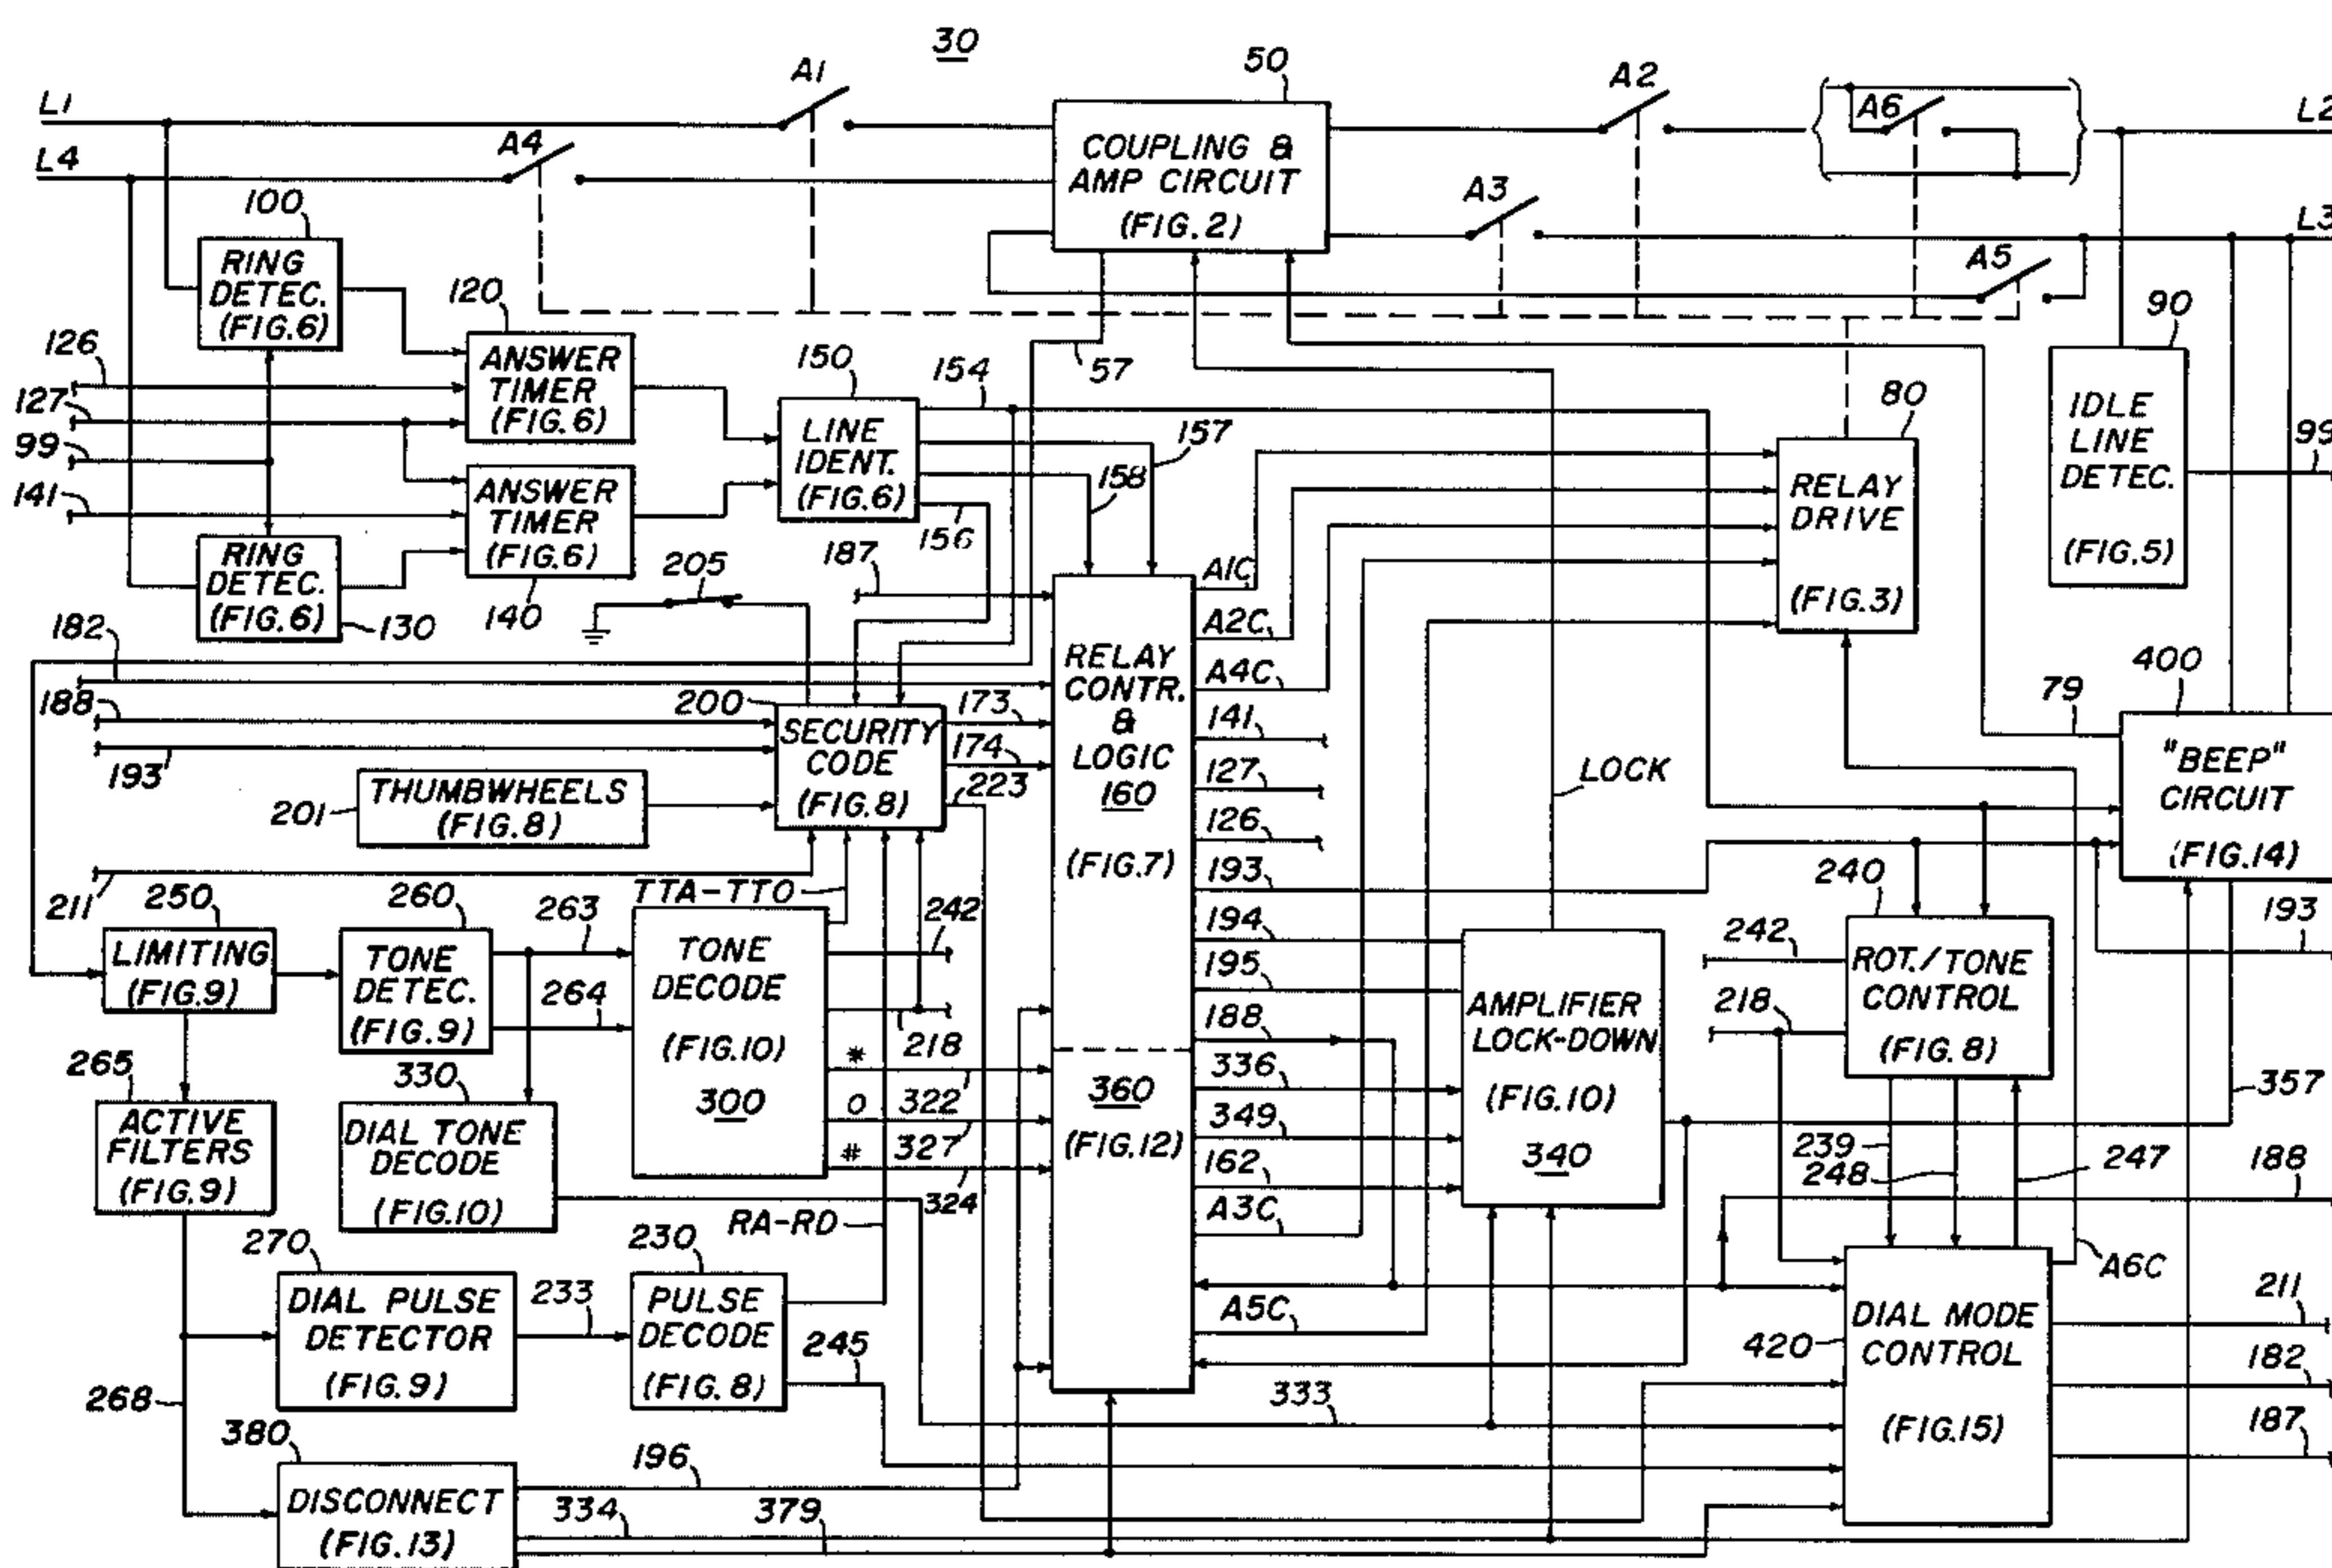 30
L1
A1
50
A2
A6
L2
L4
A4
COUPLING &
AMP CIRCUIT
(FIG.2)
A3
L3
A5
100
RING
DETEC.
(FIG.6)
120
ANSWER
TIMER
(FIG.6)
126
127
99
141
150
LINE
IDENT.
(FIG.6)
154
57
157
158
156
80
RELAY
DRIVE
(FIG.3)
90
IDLE
LINE
DETEC.
(FIG.5)
99
ANSWER
TIMER
(FIG.6)
140
RING
DETEC.
(FIG.6)
130
205
187
182
188
193
200
SECURITY
CODE
(FIG.8)
173
174
223
THUMBWHEELS
(FIG.8)
201
211
RELAY
CONTR.
&
LOGIC
160
(FIG.7)
360
(FIG.12)
A1C
A2C
A4C
141
127
126
193
194
195
188
336
349
162
A3C
A5C
LOCK
79
400
"BEEP"
CIRCUIT
(FIG.14)
193
250
LIMITING
(FIG.9)
260
TONE
DETEC.
(FIG.9)
263
264
TTA-TTO
TONE
DECODE
(FIG.10)
300
242
218
*
322
0
327
#
324
AMPLIFIER
LOCK-DOWN
(FIG.10)
340
240
242
218
ROT./TONE
CONTROL
(FIG.8)
357
239
248
247
188
265
ACTIVE
FILTERS
(FIG.9)
330
DIAL TONE
DECODE
(FIG.10)
RA-RD
270
DIAL PULSE
DETECTOR
(FIG.9)
233
230
PULSE
DECODE
(FIG.8)
245
268
333
A6C
420
DIAL MODE
CONTROL
(FIG.15)
211
182
187
380
DISCONNECT
(FIG.13)
196
334
379